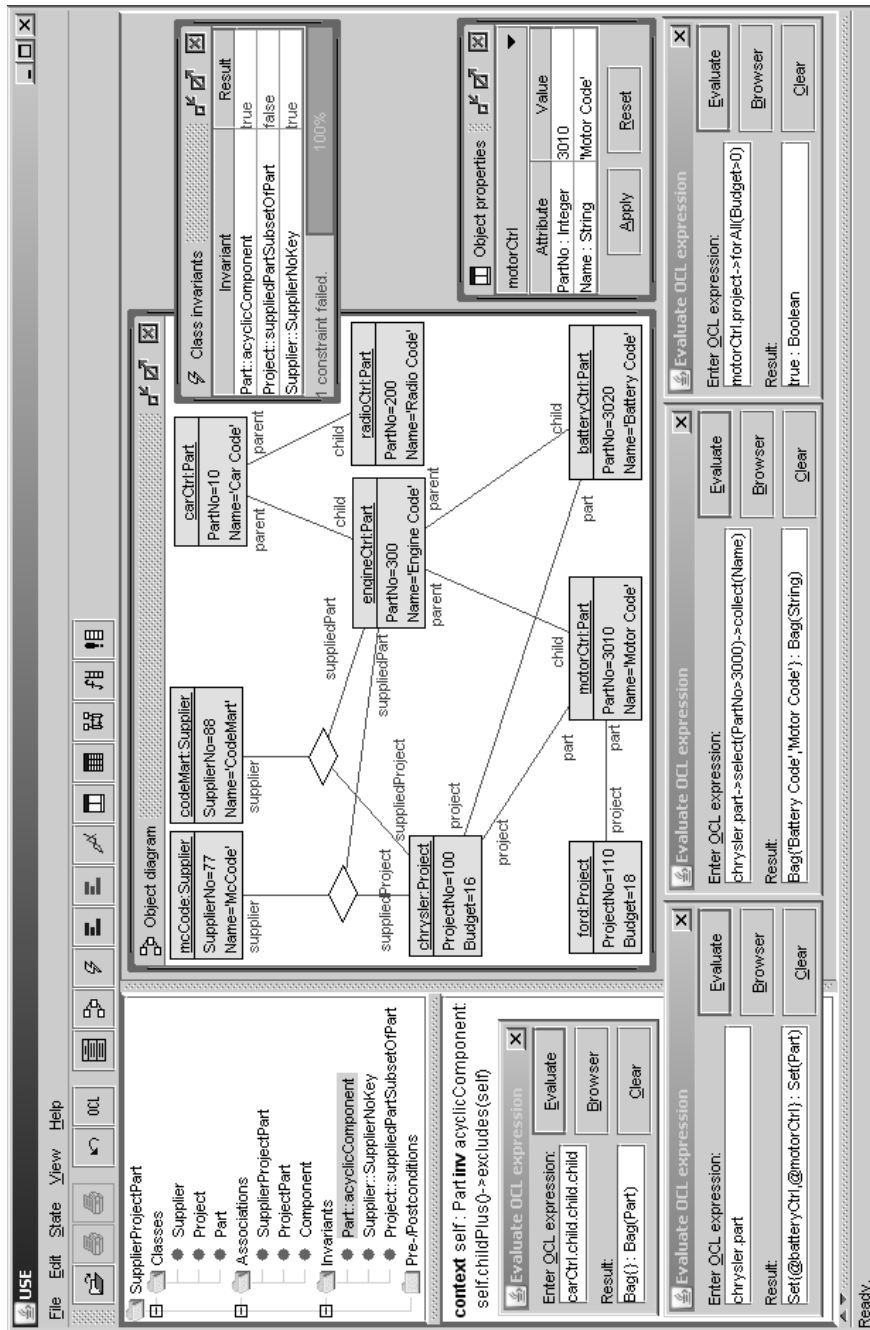 USE
File Edit State View Help
OCL
SupplierProjectPart
Classes
Supplier
Project
Part
Associations
SupplierProjectPart
ProjectPart
Component
Invariants
Part::acyclicComponent
Supplier::SupplierNoKey
Project::suppliedPartSubsetOfPart
Pre-/Postconditions
context self : Part inv acyclicComponent:
self.childPlus()->excludes(self)
Object diagram
mcCode:Supplier
SupplierNo=77
Name='McCode'
codeMart:Supplier
SupplierNo=88
Name='CodeMart'
carCtrl:Part
PartNo=10
Name='Car Code'
supplier
supplier
parent
parent
suppliedPart
suppliedPart
child
child
suppliedProject
suppliedProject
engineCtrl:Part
PartNo=300
Name='Engine Code'
radioCtrl:Part
PartNo=200
Name='Radio Code'
chrysler:Project
ProjectNo=100
Budget=16
parent
parent
project
project
child
child
part
part
ford:Project
ProjectNo=110
Budget=18
project
part
motorCtrl:Part
PartNo=3010
Name='Motor Code'
batteryCtrl:Part
PartNo=3020
Name='Battery Code'
Class invariants
Invariant Result
Part::acyclicComponent true
Project::suppliedPartSubsetOfPart false
Supplier::SupplierNoKey true
1 constraint failed. 100%
Object properties
motorCtrl
Attribute Value
PartNo : Integer 3010
Name : String 'Motor Code'
Apply Reset
Evaluate OCL expression
Enter OCL expression:
carCtrl.child.child.child
Result:
Bag{} : Bag(Part)
Evaluate
Browser
Clear
Evaluate OCL expression
Enter OCL expression:
chrysler.part
Result:
Set{@batteryCtrl,@motorCtrl} : Set(Part)
Evaluate
Browser
Clear
Evaluate OCL expression
Enter OCL expression:
chrysler.part->select(PartNo>3000)->collect(Name)
Result:
Bag{'Battery Code','Motor Code'} : Bag(String)
Evaluate
Browser
Clear
Evaluate OCL expression
Enter OCL expression:
motorCtrl.project->forAll(Budget>0)
Result:
true : Boolean
Evaluate
Browser
Clear
Ready.